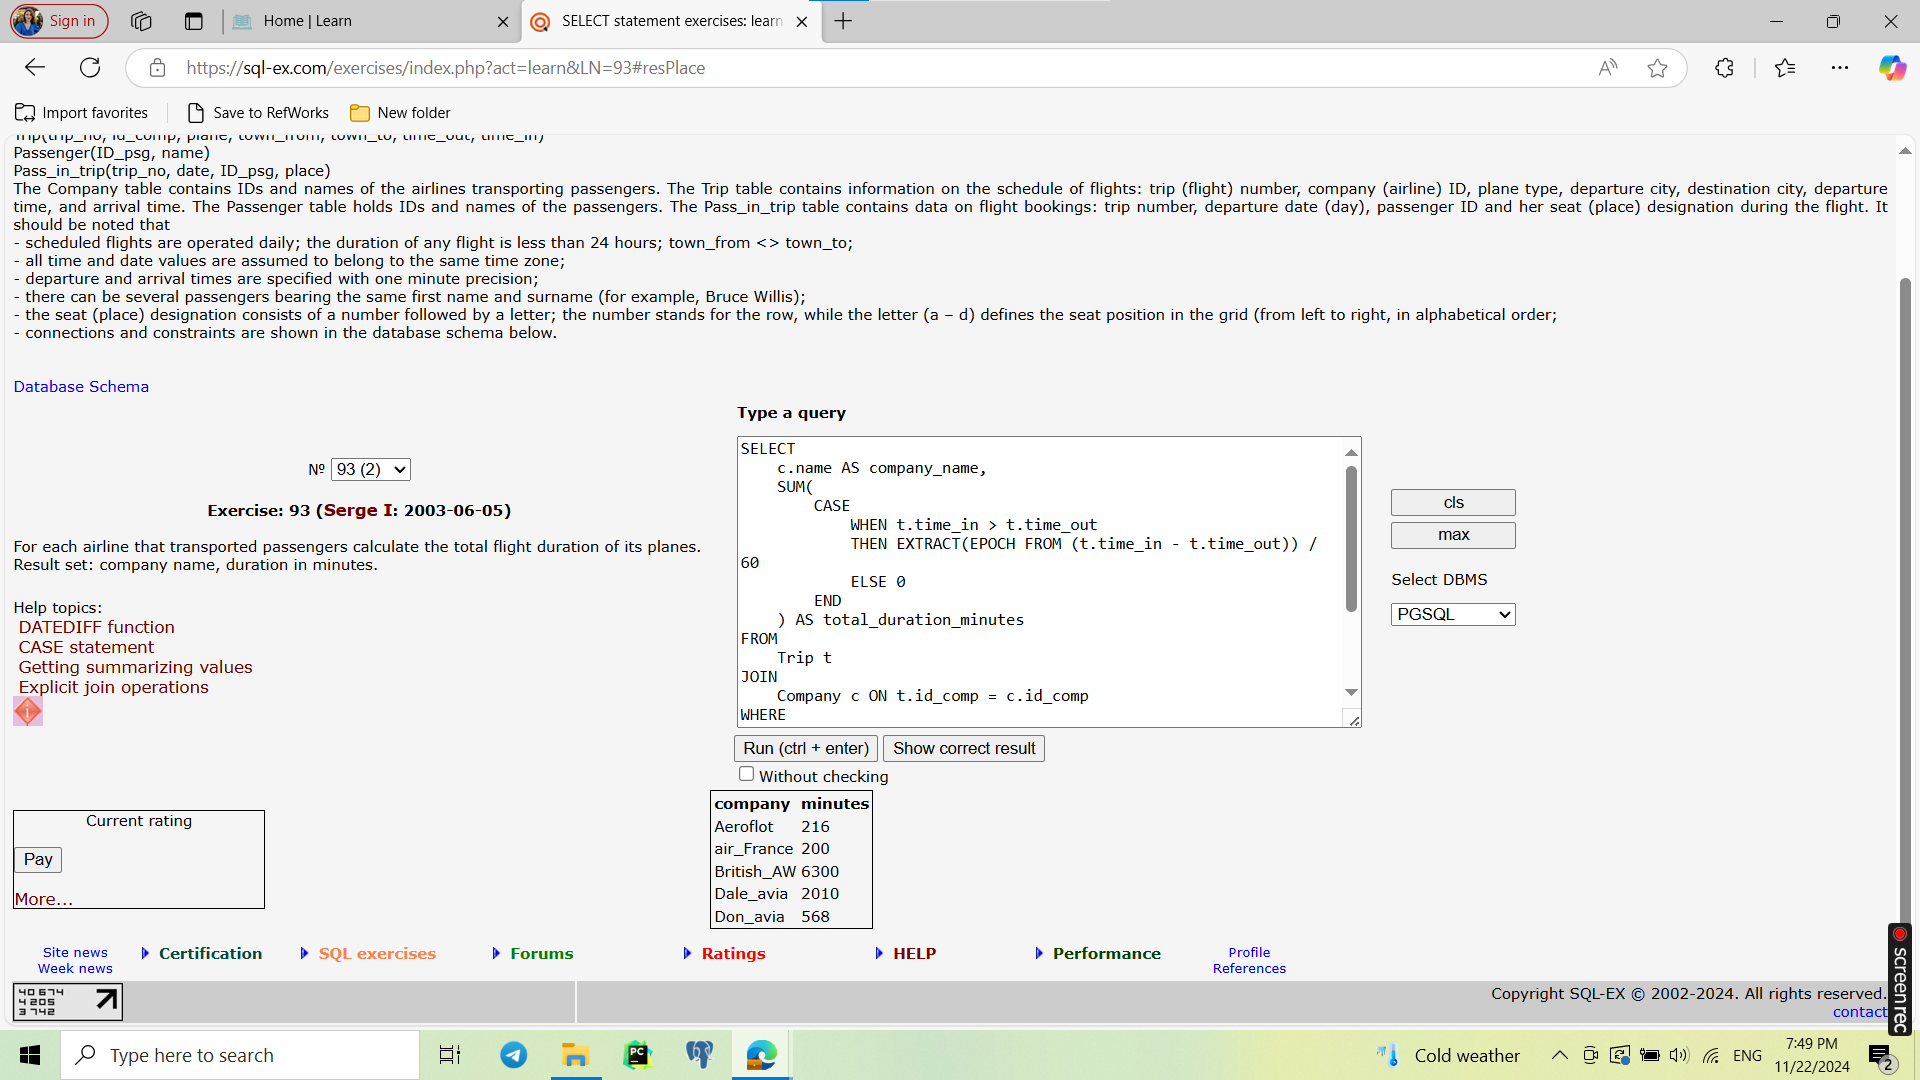 Sign in
Home | Learn
SELECT statement exercises: learn
https://sql-ex.com/exercises/index.php?act=learn&LN=93#resPlace
Import favorites
Save to RefWorks
New folder
Trip(trip_no, id_comp, plane, town_from, town_to, time_out, time_in)
Passenger(ID_psg, name)
Pass_in_trip(trip_no, date, ID_psg, place)
The Company table contains IDs and names of the airlines transporting passengers. The Trip table contains information on the schedule of flights: trip (flight) number, company (airline) ID, plane type, departure city, destination city, departure
time, and arrival time. The Passenger table holds IDs and names of the passengers. The Pass_in_trip table contains data on flight bookings: trip number, departure date (day), passenger ID and her seat (place) designation during the flight. It
should be noted that
- scheduled flights are operated daily; the duration of any flight is less than 24 hours; town_from <> town_to;
- all time and date values are assumed to belong to the same time zone;
- departure and arrival times are specified with one minute precision;
- there can be several passengers bearing the same first name and surname (for example, Bruce Willis);
- the seat (place) designation consists of a number followed by a letter; the number stands for the row, while the letter (a – d) defines the seat position in the grid (from left to right, in alphabetical order;
- connections and constraints are shown in the database schema below.
Database Schema
№ 93 (2)
Exercise: 93 (Serge I: 2003-06-05)
For each airline that transported passengers calculate the total flight duration of its planes.
Result set: company name, duration in minutes.
Help topics:
DATEDIFF function
CASE statement
Getting summarizing values
Explicit join operations
Type a query
SELECT
c.name AS company_name,
SUM(
CASE
WHEN t.time_in > t.time_out
THEN EXTRACT(EPOCH FROM (t.time_in - t.time_out)) /
60
ELSE 0
END
) AS total_duration_minutes
FROM
Trip t
JOIN
Company c ON t.id_comp = c.id_comp
WHERE
cls
max
Select DBMS
PGSQL
Run (ctrl + enter)
Show correct result
Without checking
company minutes
Aeroflot 216
air_France 200
British_AW 6300
Dale_avia 2010
Don_avia 568
Current rating
Pay
More...
Site news
Week news
Certification
SQL exercises
Forums
Ratings
HELP
Performance
Profile
References
40 674
4 205
3 742
Copyright SQL-EX © 2002-2024. All rights reserved.
contact
screenrec
Type here to search
PC
Cold weather
ENG
7:49 PM
11/22/2024
2